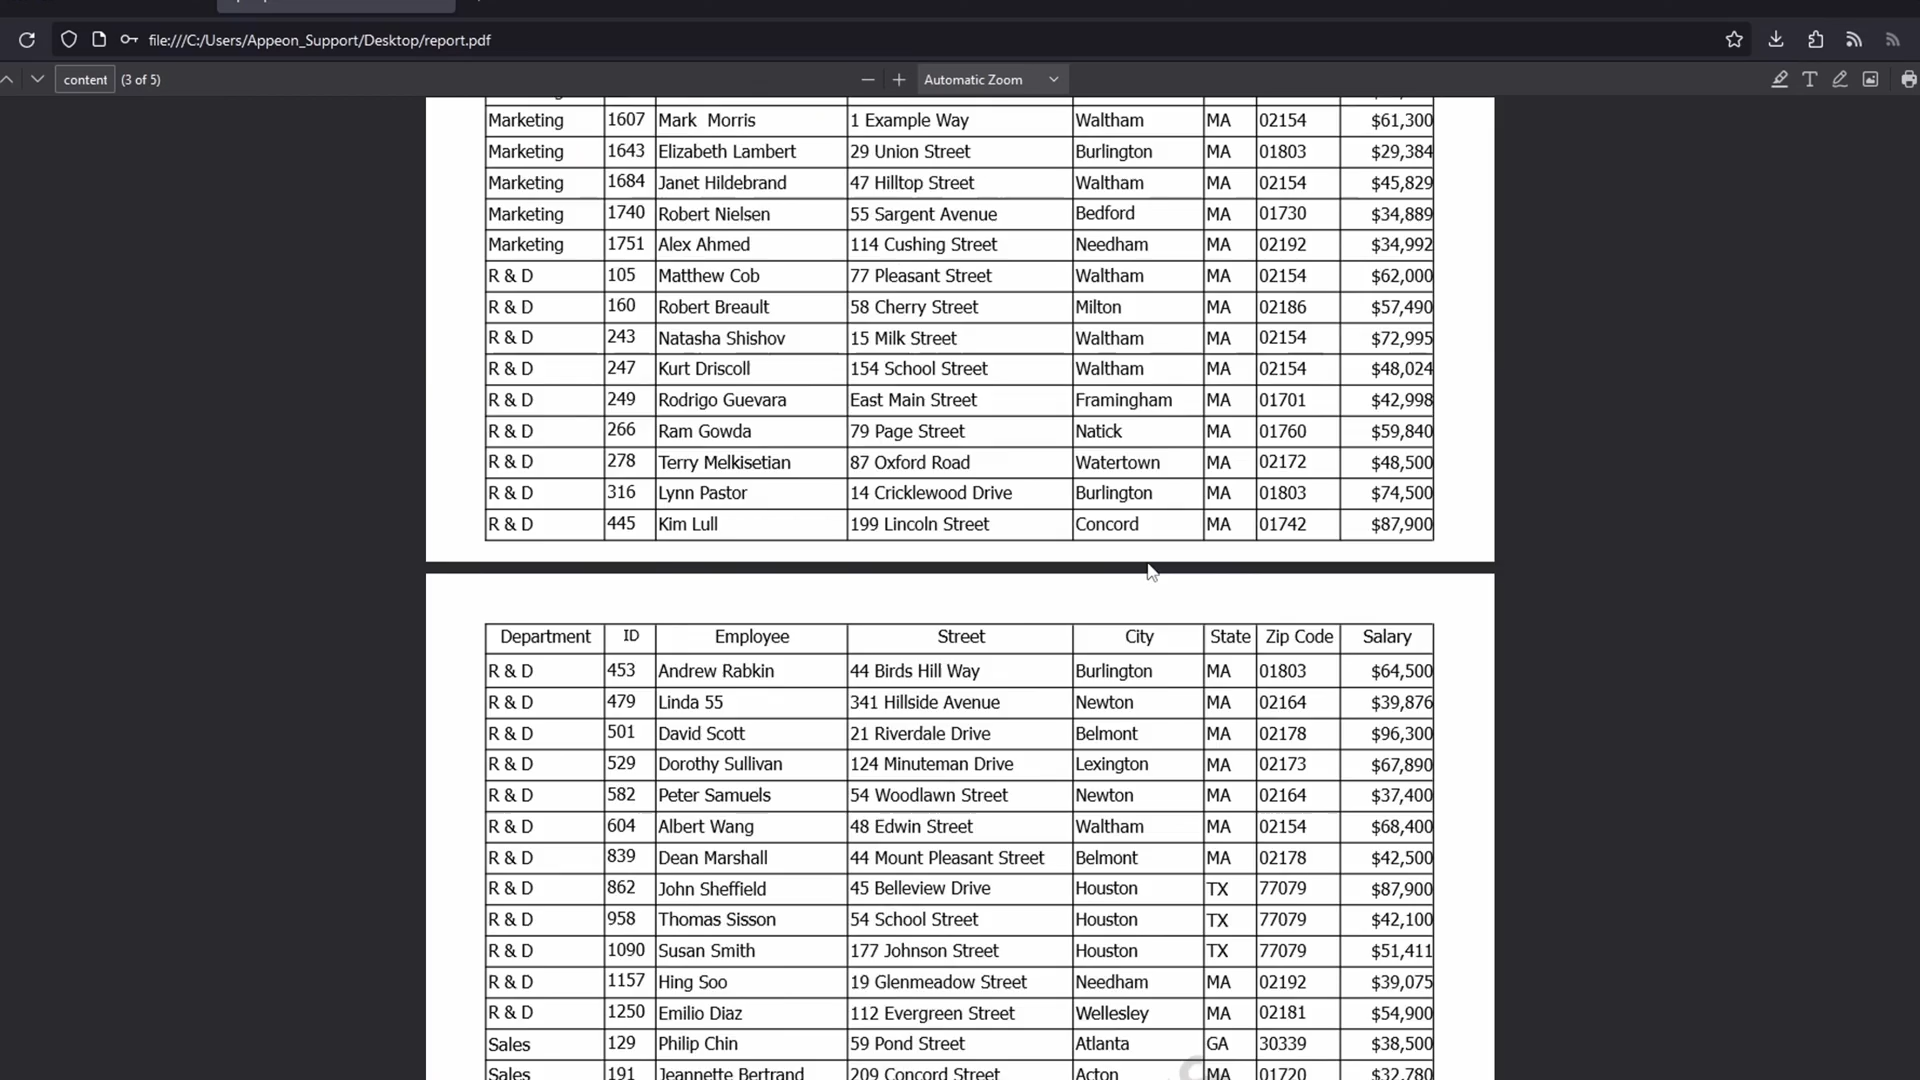 file:///C:/Users/Appeon_Support/Desktop/report.pdf
content (3 of 5) Automatic Zoom
Marketing 1607 Mark  Morris 1 Example Way Waltham MA 02154 $61,300
Marketing 1643 Elizabeth Lambert 29 Union Street Burlington MA 01803 $29,384
Marketing 1684 Janet Hildebrand 47 Hilltop Street Waltham MA 02154 $45,829
Marketing 1740 Robert Nielsen 55 Sargent Avenue Bedford MA 01730 $34,889
Marketing 1751 Alex Ahmed 114 Cushing Street Needham MA 02192 $34,992
R & D 105 Matthew Cob 77 Pleasant Street Waltham MA 02154 $62,000
R & D 160 Robert Breault 58 Cherry Street Milton MA 02186 $57,490
R & D 243 Natasha Shishov 15 Milk Street Waltham MA 02154 $72,995
R & D 247 Kurt Driscoll 154 School Street Waltham MA 02154 $48,024
R & D 249 Rodrigo Guevara East Main Street Framingham MA 01701 $42,998
R & D 266 Ram Gowda 79 Page Street Natick MA 01760 $59,840
R & D 278 Terry Melkisetian 87 Oxford Road Watertown MA 02172 $48,500
R & D 316 Lynn Pastor 14 Cricklewood Drive Burlington MA 01803 $74,500
R & D 445 Kim Lull 199 Lincoln Street Concord MA 01742 $87,900
Department ID Employee Street City State Zip Code Salary
R & D 453 Andrew Rabkin 44 Birds Hill Way Burlington MA 01803 $64,500
R & D 479 Linda 55 341 Hillside Avenue Newton MA 02164 $39,876
R & D 501 David Scott 21 Riverdale Drive Belmont MA 02178 $96,300
R & D 529 Dorothy Sullivan 124 Minuteman Drive Lexington MA 02173 $67,890
R & D 582 Peter Samuels 54 Woodlawn Street Newton MA 02164 $37,400
R & D 604 Albert Wang 48 Edwin Street Waltham MA 02154 $68,400
R & D 839 Dean Marshall 44 Mount Pleasant Street Belmont MA 02178 $42,500
R & D 862 John Sheffield 45 Belleview Drive Houston TX 77079 $87,900
R & D 958 Thomas Sisson 54 School Street Houston TX 77079 $42,100
R & D 1090 Susan Smith 177 Johnson Street Houston TX 77079 $51,411
R & D 1157 Hing Soo 19 Glenmeadow Street Needham MA 02192 $39,075
R & D 1250 Emilio Diaz 112 Evergreen Street Wellesley MA 02181 $54,900
Sales 129 Philip Chin 59 Pond Street Atlanta GA 30339 $38,500
Sales 191 Jeannette Bertrand 209 Concord Street Acton MA 01720 $32,780